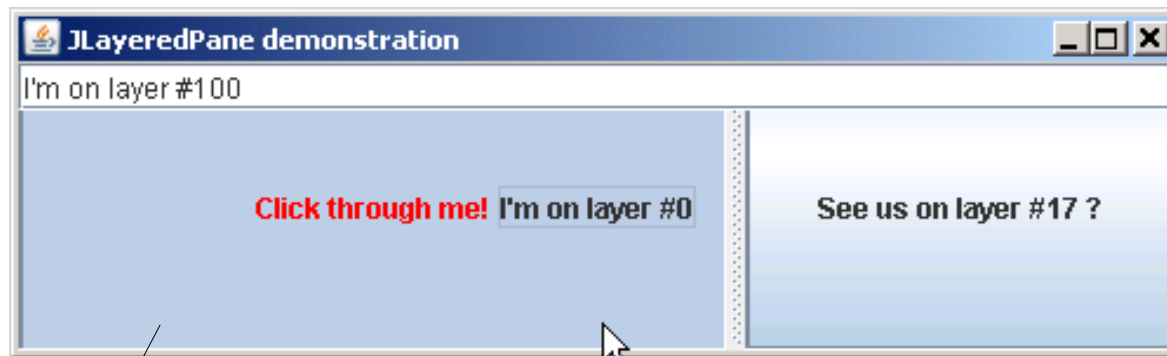 JLayeredPane demonstration
I'm on layer #100
Click through me! I'm on layer #0 See us on layer #17 ?